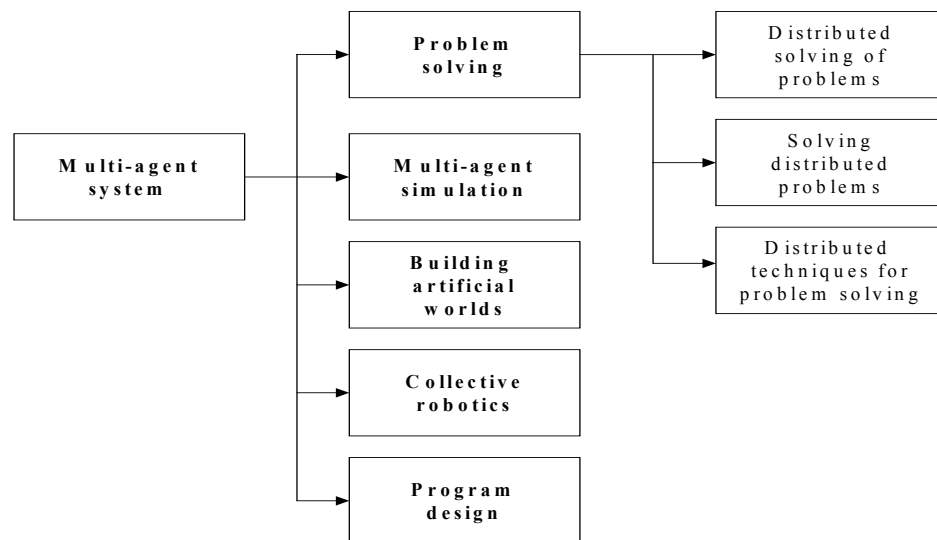 Multi-agent
system
Problem
solving
Multi-agent
simulation
Building
artificial
worlds
Collective
robotics
Program
design
Distributed
solving of
problems
Solving
distributed
problems
Distributed
techniques for
problem solving